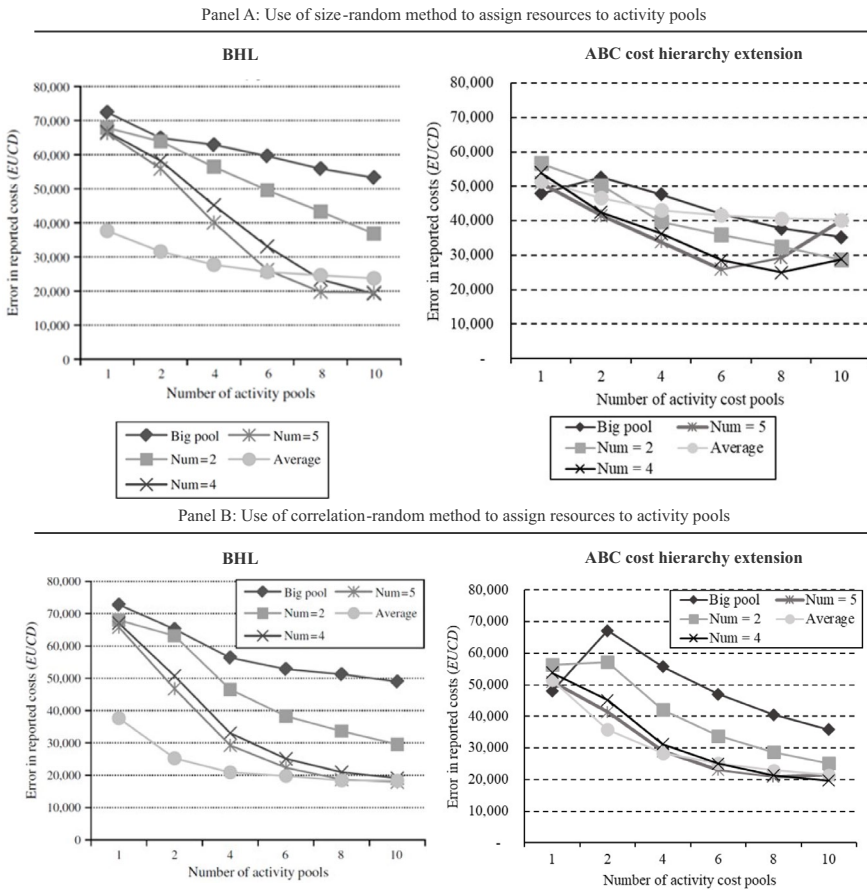 Panel A: Use of size-random method to assign resources to activity pools
BHL
Error in reported costs (EUCD)
80,000
70,000
60,000
50,000
40,000
30,000
20,000
10,000
0
1 2 4 6 8 10
Number of activity pools
Big pool Num=5
Num=2 Average
Num=4
ABC cost hierarchy extension
Error in reported costs (EUCD)
80,000
70,000
60,000
50,000
40,000
30,000
20,000
10,000
-
1 2 4 6 8 10
Number of activity cost pools
Big pool Num = 5
Num = 2 Average
Num = 4
Panel B: Use of correlation-random method to assign resources to activity pools
BHL
Error in reported costs (EUCD)
80,000
70,000
60,000
50,000
40,000
30,000
20,000
10,000
0
Big pool Num=5
Num=2 Average
Num=4
1 2 4 6 8 10
Number of activity pools
ABC cost hierarchy extension
Error in reported costs (EUCD)
80,000
70,000
60,000
50,000
40,000
30,000
20,000
10,000
-
Big pool Num = 5
Num = 2 Average
Num = 4
1 2 4 6 8 10
Number of activity cost pools